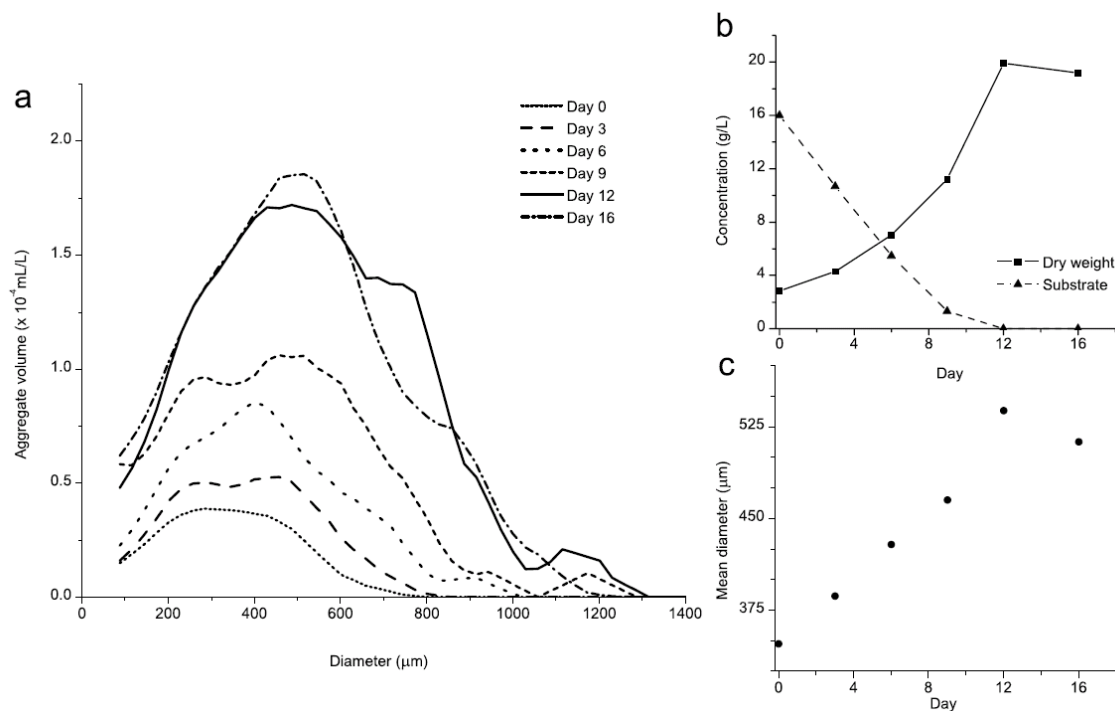 a
Aggregate volume (x 10⁻⁴ mL/L)
2.0
1.5
1.0
0.5
0.0
0 200 400 600 800 1000 1200 1400
Diameter (μm)
Day 0
Day 3
Day 6
Day 9
Day 12
Day 16
b
Concentration (g/L)
20
16
12
8
4
0
0 4 8 12 16
Day
Dry weight
Substrate
c
Mean diameter (μm)
525
450
375
0 4 8 12 16
Day